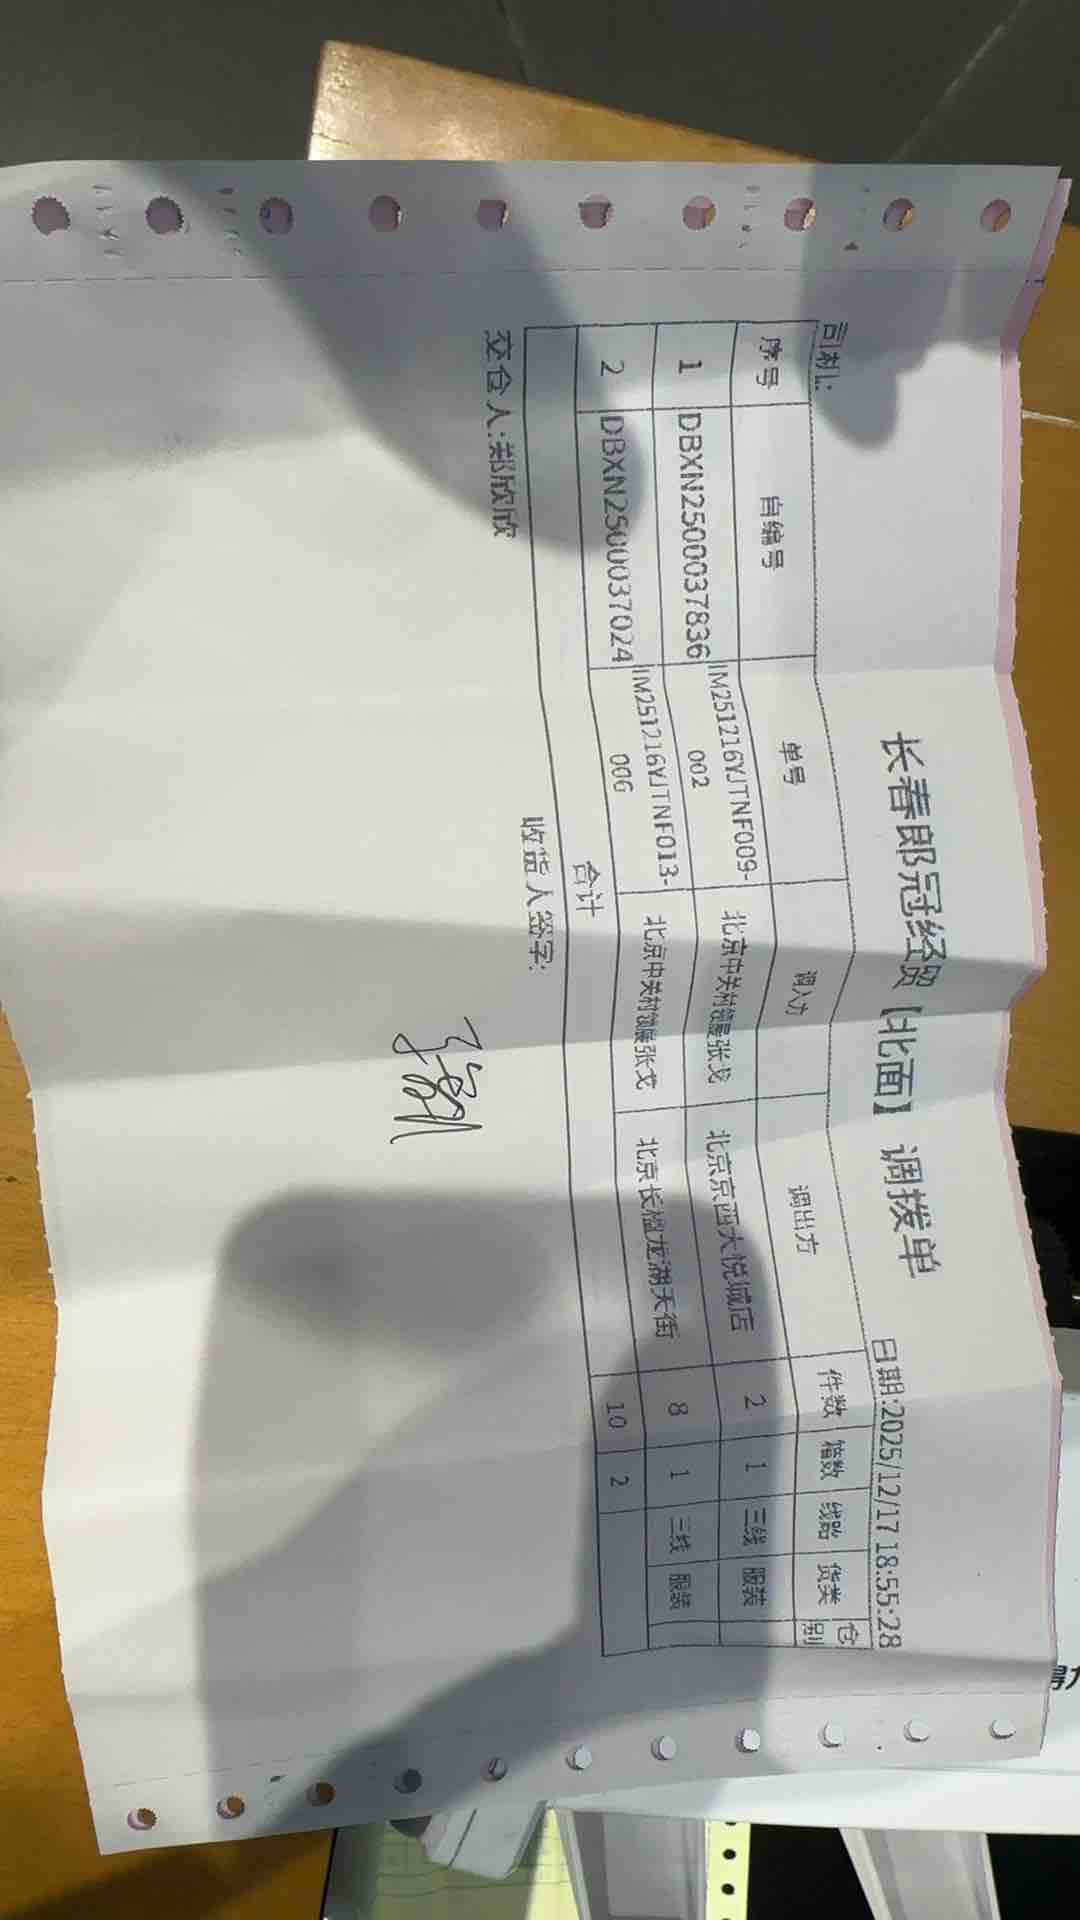 长春郎冠经贸【北面】 调拨单
司机: 日期:2025/12/17 18:55:28
序号 自编号 单号 调入方 调出方 件数 箱数 线路 货类 仓别
1 DBXN2500037836 IM251216YJTNF009-002 北京中关村领展张戈 北京京西大悦城店 2 1 三线 服装
2 DBXN2500037024 IM251216YJTNF013-006 北京中关村领展张戈 北京长楹龙湖天街 8 1 三线 服装
合计 10 2
交仓人:郑欣欣 收货人签字: